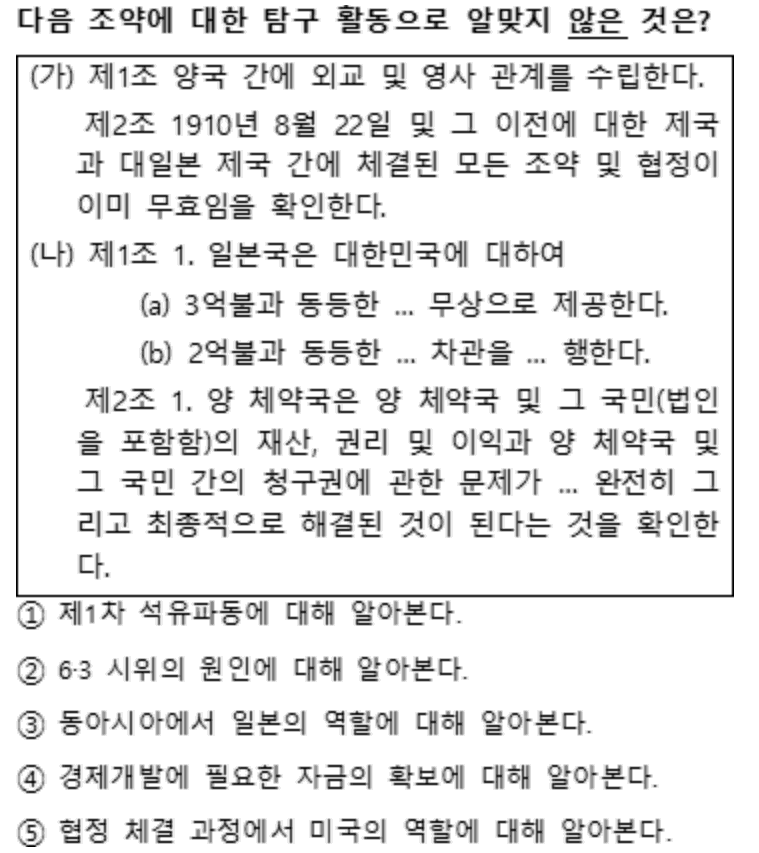 다음 조약에 대한 탐구 활동으로 알맞지 않은 것은?
(가) 제1조 양국 간에 외교 및 영사 관계를 수립한다.
제2조 1910년 8월 22일 및 그 이전에 대한 제국
과 대일본 제국 간에 체결된 모든 조약 및 협정이
이미 무효임을 확인한다.
(나) 제1조 1. 일본국은 대한민국에 대하여
(a) 3억불과 동등한 ... 무상으로 제공한다.
(b) 2억불과 동등한 ... 차관을 ... 행한다.
제2조 1. 양 체약국은 양 체약국 및 그 국민(법인
을 포함함)의 재산, 권리 및 이익과 양 체약국 및
그 국민 간의 청구권에 관한 문제가 ... 완전히 그
리고 최종적으로 해결된 것이 된다는 것을 확인한
다.
① 제1차 석유파동에 대해 알아본다.
② 6·3 시위의 원인에 대해 알아본다.
③ 동아시아에서 일본의 역할에 대해 알아본다.
④ 경제개발에 필요한 자금의 확보에 대해 알아본다.
⑤ 협정 체결 과정에서 미국의 역할에 대해 알아본다.